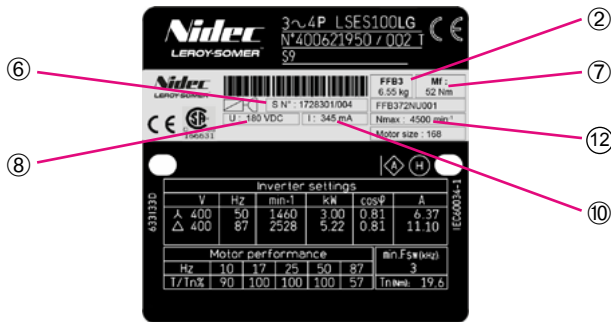 Nidec
LEROY-SOMER
3~4P LSES100LG
N°400621950 / 002 T
S9
CE
②
⑥
⑦
⑧
⑩
⑫
Nidec
LEROY-SOMER
S N° : 1728301/004
U : 180 VDC
I : 345 mA
FFB3
6.55 kg
Mf :
52 Nm
FFB372NU001
Nmax : 4500 min-1
Motor size : 168
CE
H
633133D
IEC60034-1
Inverter settings
V Hz min-1 kW cosφ A
⅄ 400 50 1460 3.00 0.81 6.37
△ 400 87 2528 5.22 0.81 11.10
Motor performance
Hz 10 17 25 50 87
T/Tn% 90 100 100 100 57
min.Fsw(kHz)
3
Tn(Nm): 19,6